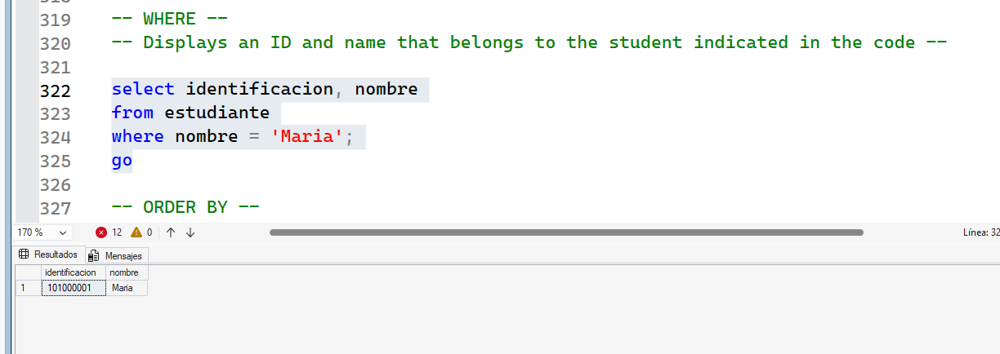 319 -- WHERE --
320 -- Displays an ID and name that belongs to the student indicated in the code --
321
322 select identificacion, nombre
323 from estudiante
324 where nombre = 'Maria';
325 go
326
327 -- ORDER BY --
170 % 12 0 Línea: 32
Resultados Mensajes
identificacion nombre
1 101000001 Maria